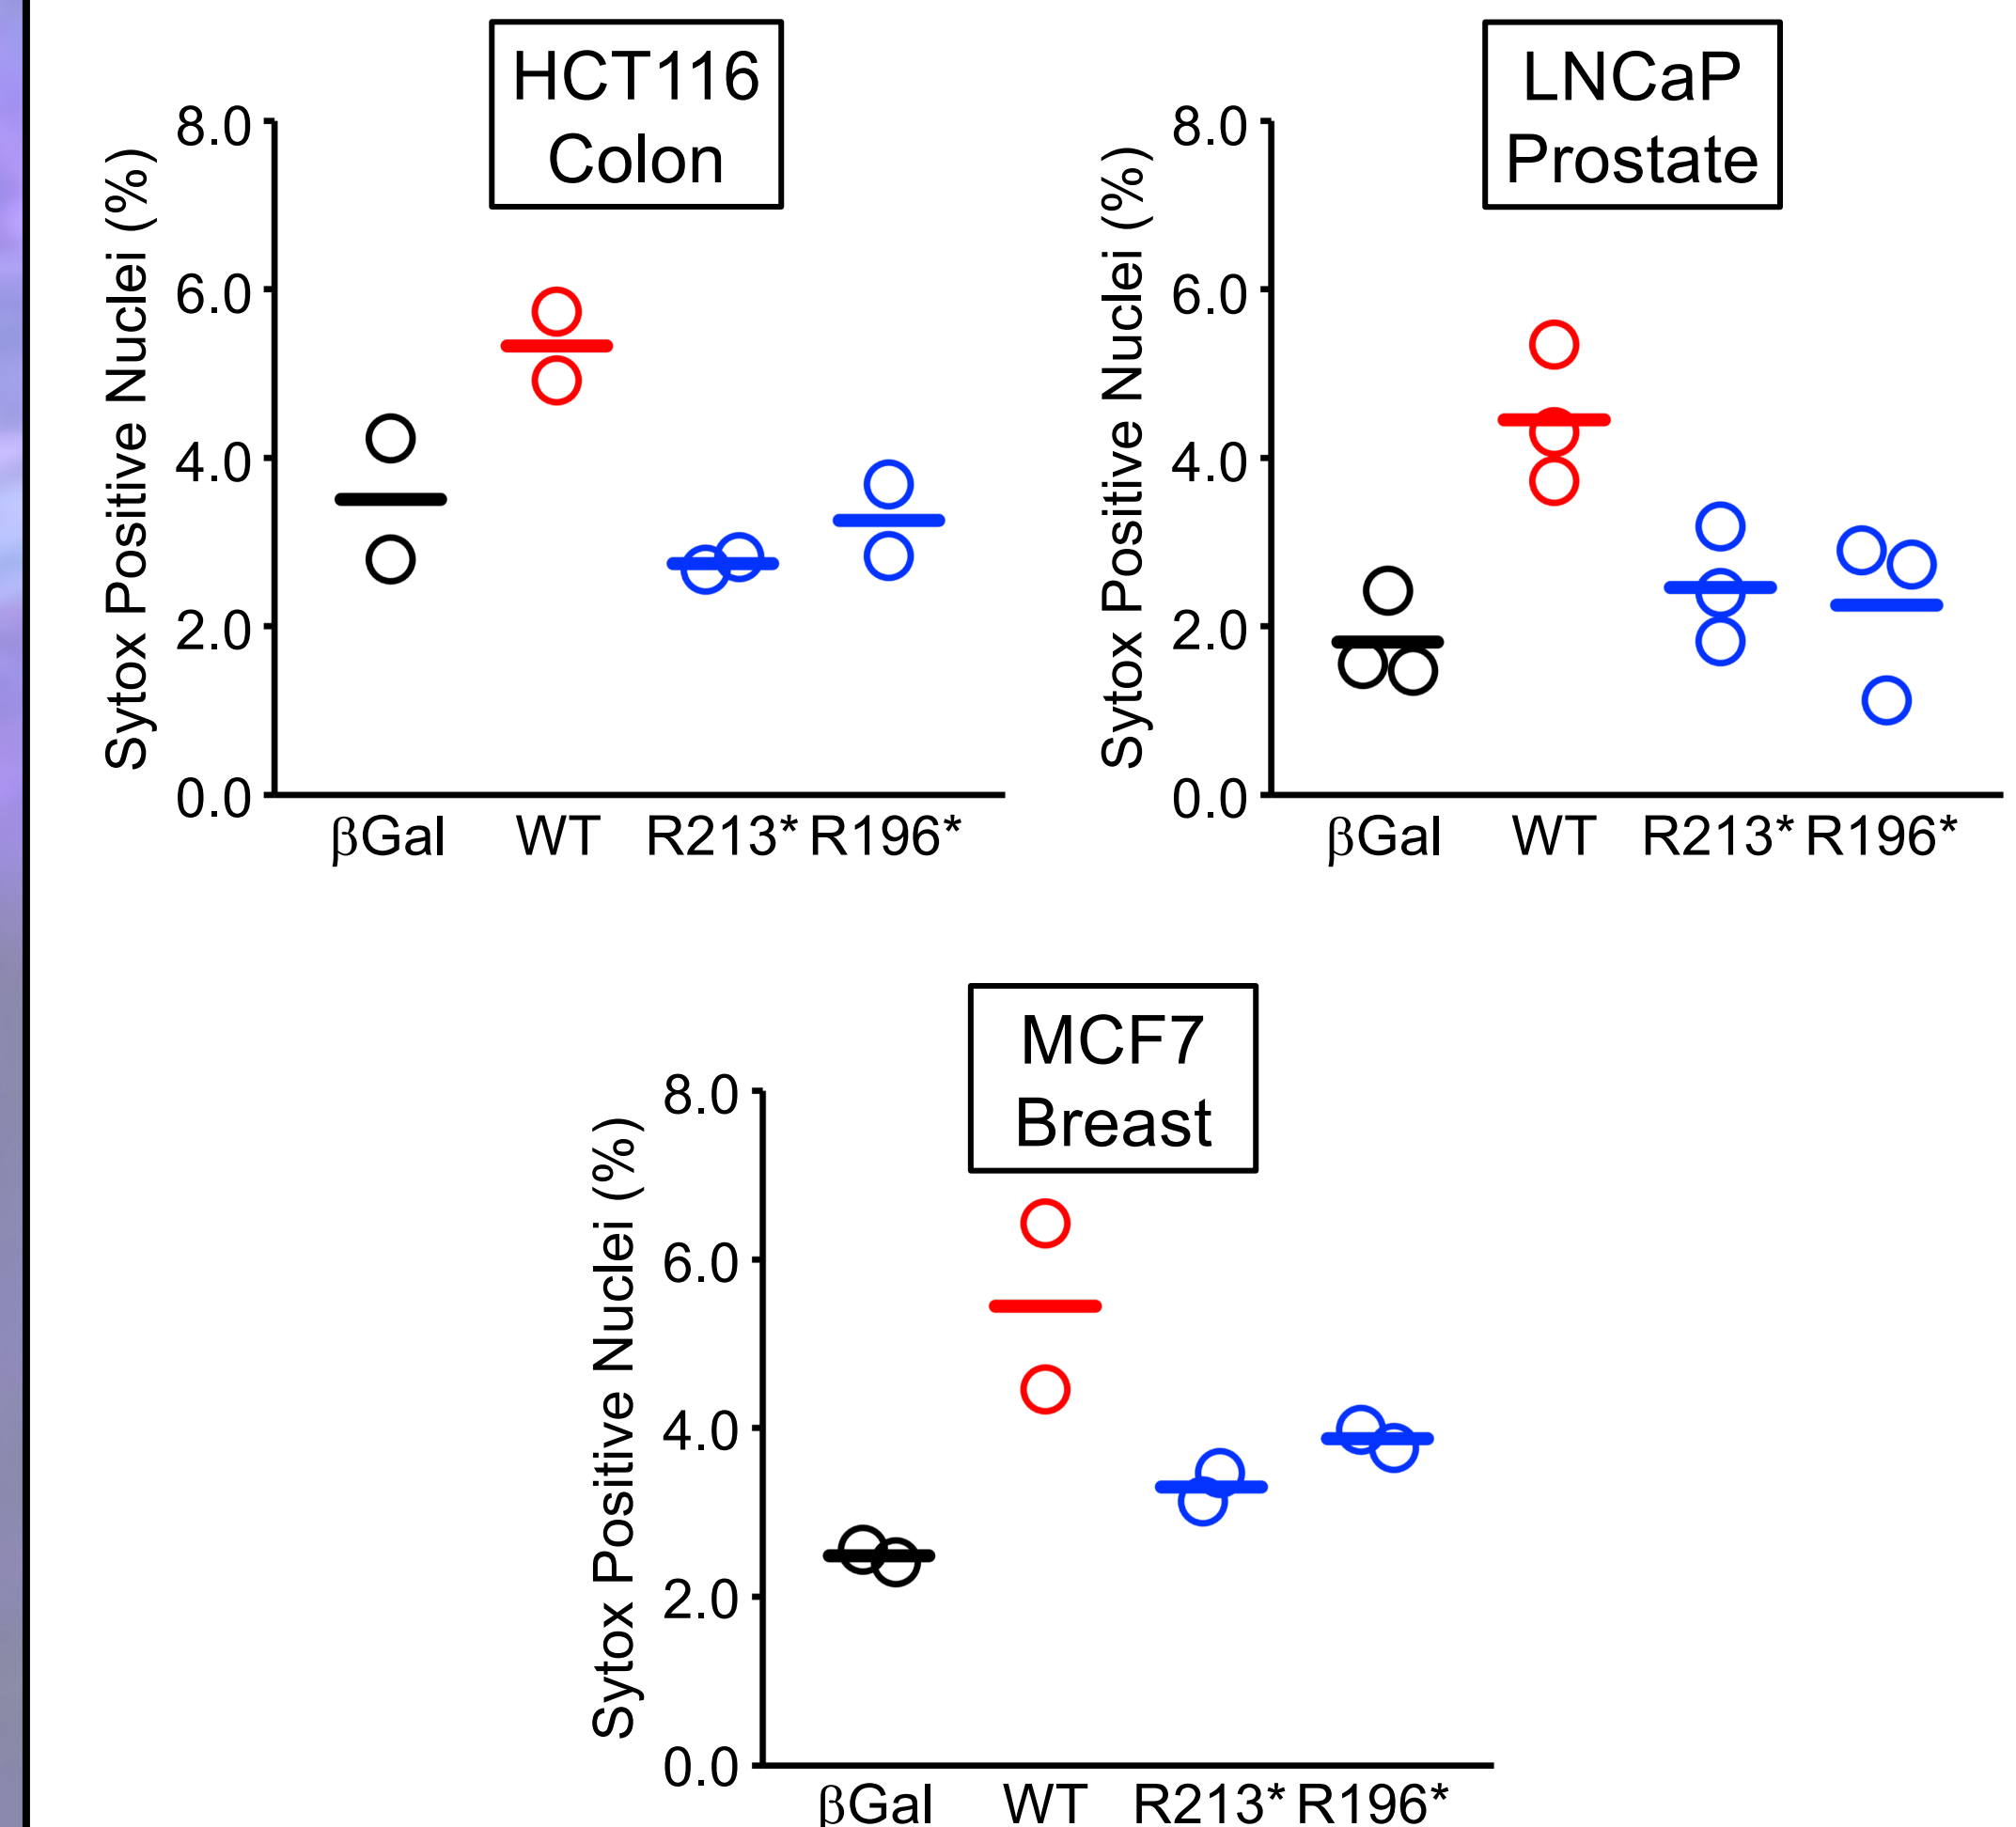 HCT116
Colon
Sytox Positive Nuclei (%)
8.0
6.0
4.0
2.0
0.0
βGal WT R213* R196*
LNCaP
Prostate
Sytox Positive Nuclei (%)
8.0
6.0
4.0
2.0
0.0
βGal WT R213* R196*
MCF7
Breast
Sytox Positive Nuclei (%)
8.0
6.0
4.0
2.0
0.0
βGal WT R213* R196*